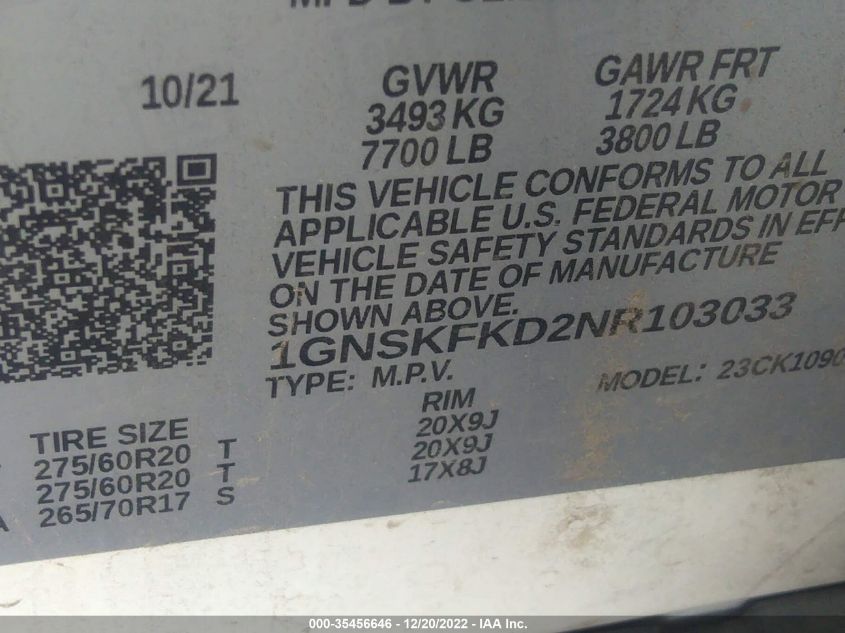 10/21 GVWR GAWR FRT
3493 KG 1724 KG
7700 LB 3800 LB
THIS VEHICLE CONFORMS TO ALL
APPLICABLE U.S. FEDERAL MOTOR
VEHICLE SAFETY STANDARDS IN EFF
ON THE DATE OF MANUFACTURE
SHOWN ABOVE.
1GNSKFKD2NR103033
TYPE: M.P.V. MODEL: 23CK1090
TIRE SIZE RIM
275/60R20 T 20X9J
275/60R20 T 20X9J
265/70R17 S 17X8J
000-35456646 - 12/20/2022 - IAA Inc.